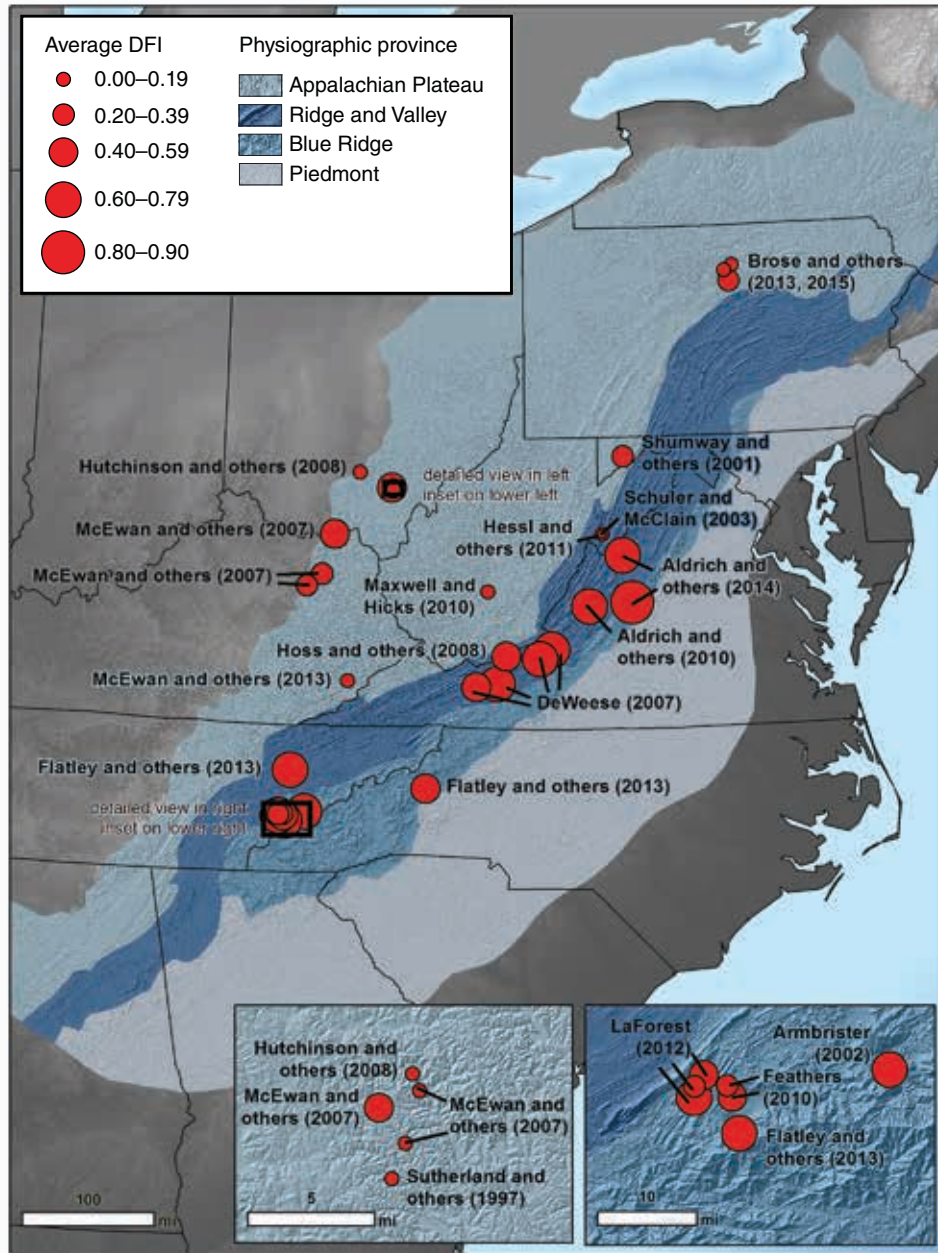 Average DFI
0.00–0.19
0.20–0.39
0.40–0.59
0.60–0.79
0.80–0.90
Physiographic province
Appalachian Plateau
Ridge and Valley
Blue Ridge
Piedmont
Brose and others
(2013, 2015)
Shumway and
others (2001)
Hutchinson and others (2008)
detailed view in left
inset on lower left
Schuler and
McClain (2003)
McEwan and others (2007)
Hessl and
others (2011)
Aldrich and
others (2014)
McEwan and others (2007)
Maxwell and
Hicks (2010)
Aldrich and
others (2010)
Hoss and others (2008)
McEwan and others (2013)
DeWeese (2007)
Flatley and others (2013)
Flatley and others (2013)
detailed view in right
inset on lower right
100
mi
Hutchinson and
others (2008)
McEwan and
others (2007)
McEwan and
others (2007)
Sutherland and
others (1997)
5
mi
LaForest
(2012)
Armbrister
(2002)
Feathers
(2010)
Flatley and
others (2013)
10
mi